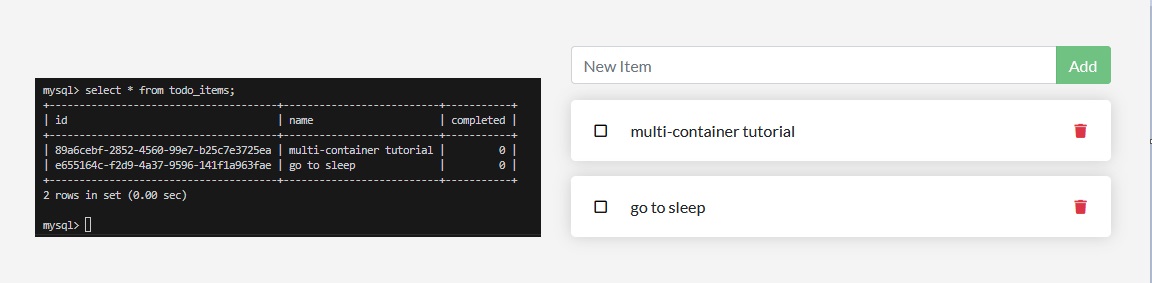 mysql> select * from todo_items;
+--------------------------------------+--------------------------+-----------+
| id                                   | name                     | completed |
+--------------------------------------+--------------------------+-----------+
| 89a6cebf-2852-4560-99e7-b25c7e3725ea | multi-container tutorial |         0 |
| e655164c-f2d9-4a37-9596-141f1a963fae | go to sleep              |         0 |
+--------------------------------------+--------------------------+-----------+
2 rows in set (0.00 sec)
mysql>
New Item
Add
multi-container tutorial
go to sleep